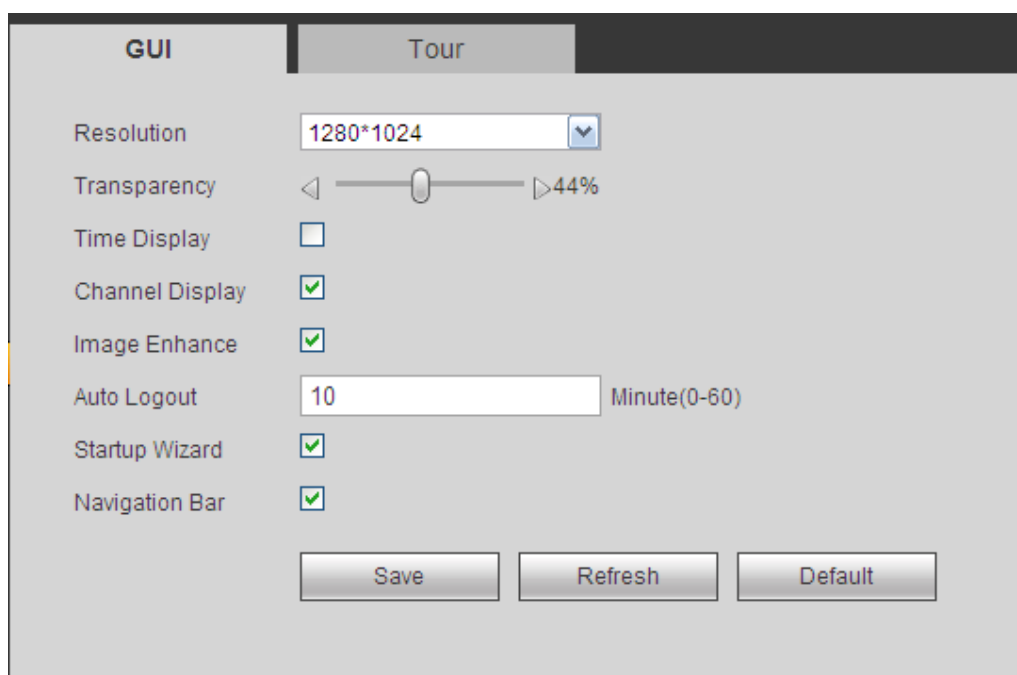 GUI Tour
Resolution 1280*1024
Transparency 44%
Time Display
Channel Display
Image Enhance
Auto Logout 10 Minute(0-60)
Startup Wizard
Navigation Bar
Save Refresh Default